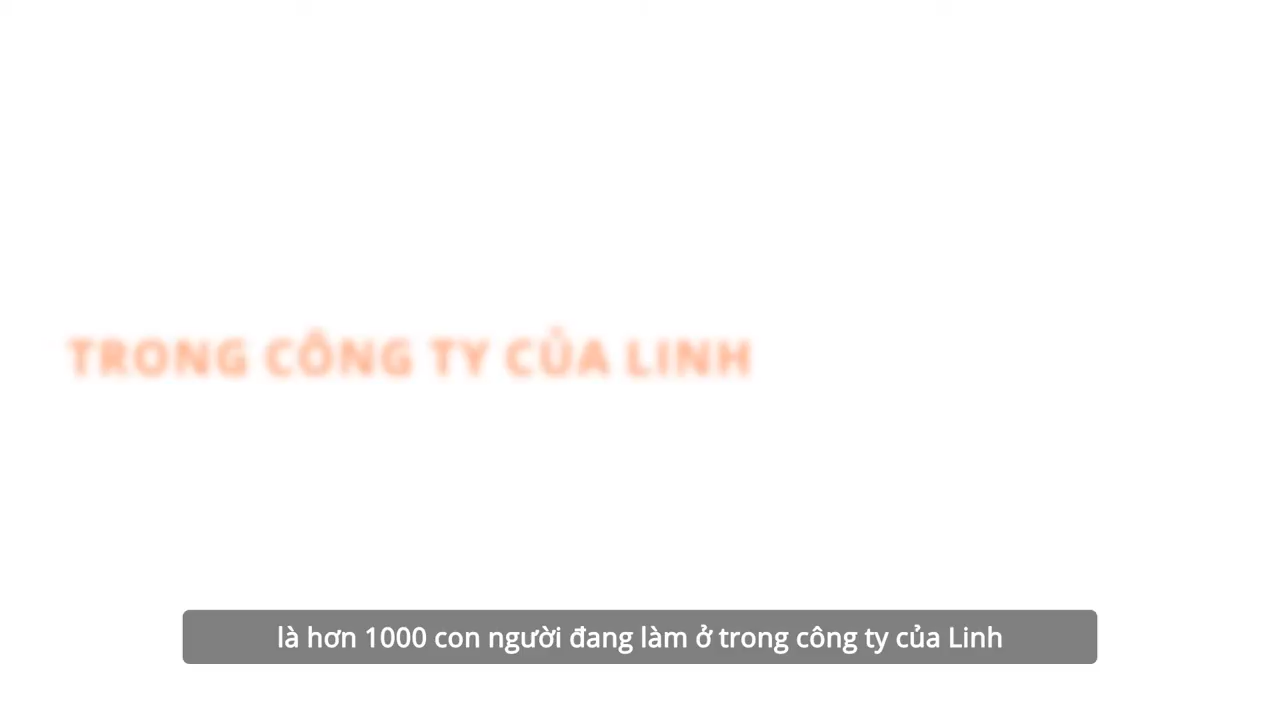 TRONG CÔNG TY CỦA LINH
là hơn 1000 con người đang làm ở trong công ty của Linh